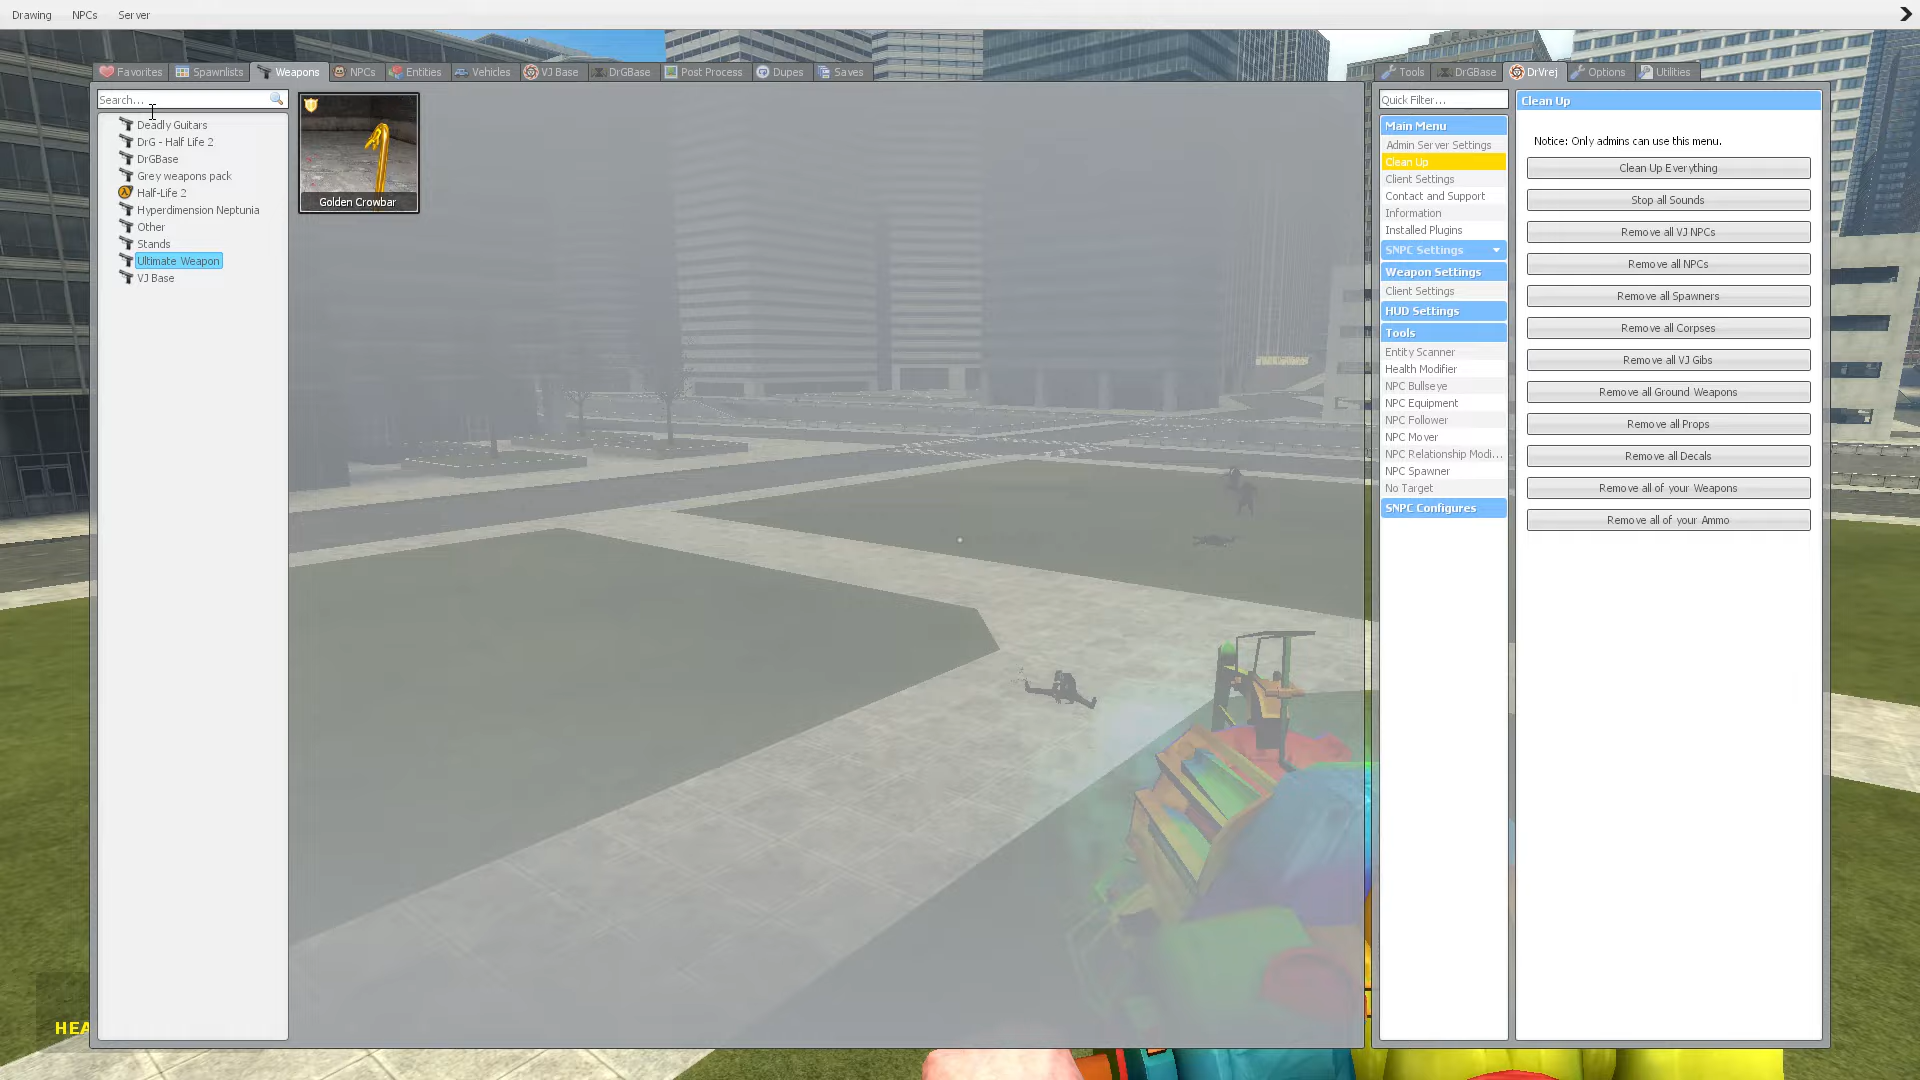 Drawing NPCs Server
Favorites Spawnlists Weapons NPCs Entities Vehicles VJ Base DrGBase Post Process Dupes Saves
Tools DrGBase DrVrej Options Utilities
Search...
Deadly Guitars
DrG - Half Life 2
DrGBase
Grey weapons pack
Half-Life 2
Hyperdimension Neptunia
Other
Stands
Ultimate Weapon
VJ Base
Golden Crowbar
Quick Filter...
Main Menu
Admin Server Settings
Clean Up
Client Settings
Contact and Support
Information
Installed Plugins
SNPC Settings
Weapon Settings
Client Settings
HUD Settings
Tools
Entity Scanner
Health Modifier
NPC Bullseye
NPC Equipment
NPC Follower
NPC Mover
NPC Relationship Modi...
NPC Spawner
No Target
SNPC Configures
Clean Up
Notice: Only admins can use this menu.
Clean Up Everything
Stop all Sounds
Remove all VJ NPCs
Remove all NPCs
Remove all Spawners
Remove all Corpses
Remove all VJ Gibs
Remove all Ground Weapons
Remove all Props
Remove all Decals
Remove all of your Weapons
Remove all of your Ammo
HEA